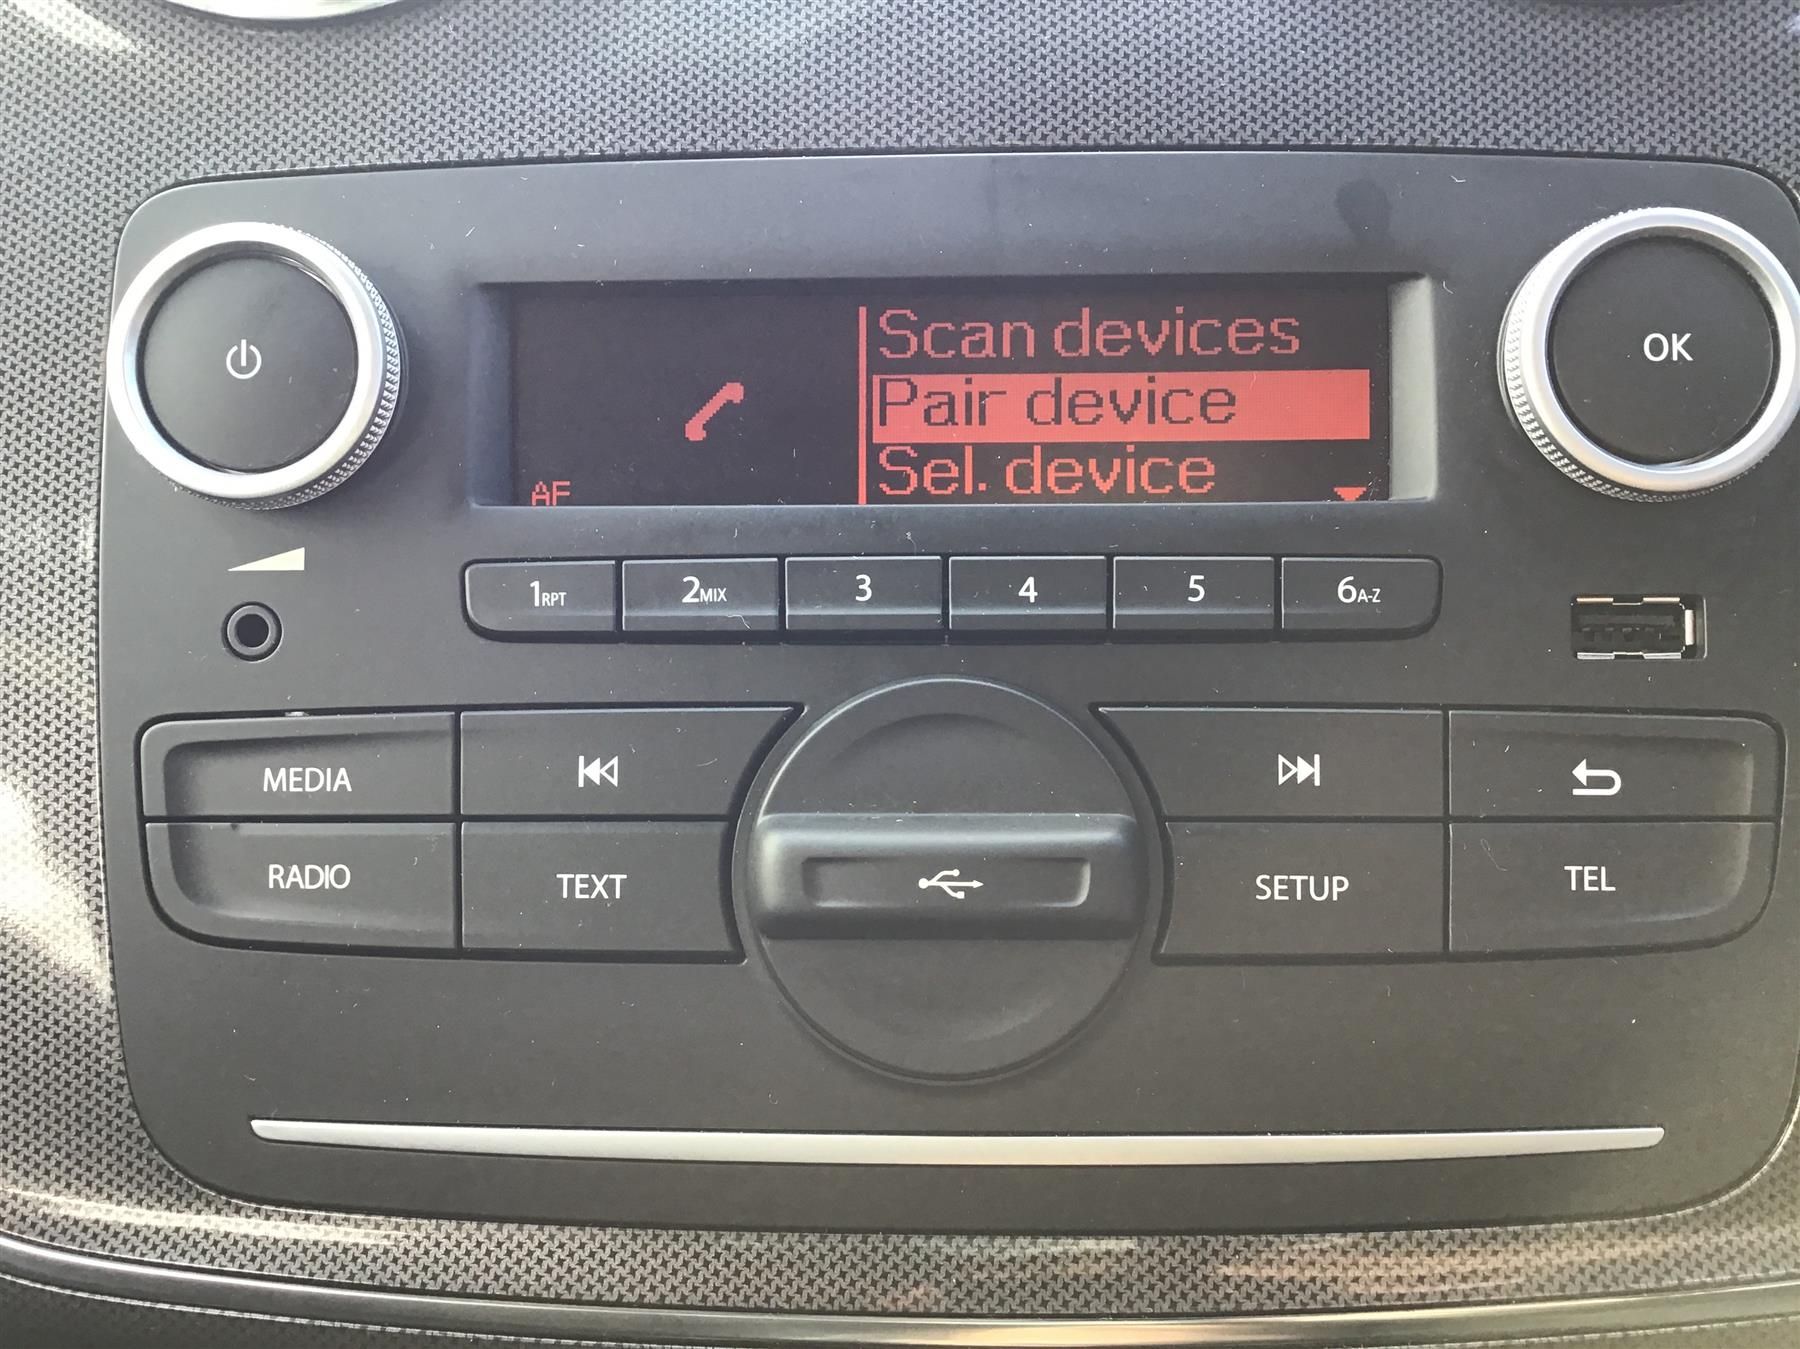 Scan devices
Pair device
Sel. device
AF
OK
1RPT 2MIX 3 4 5 6A-Z
MEDIA
RADIO TEXT SETUP TEL